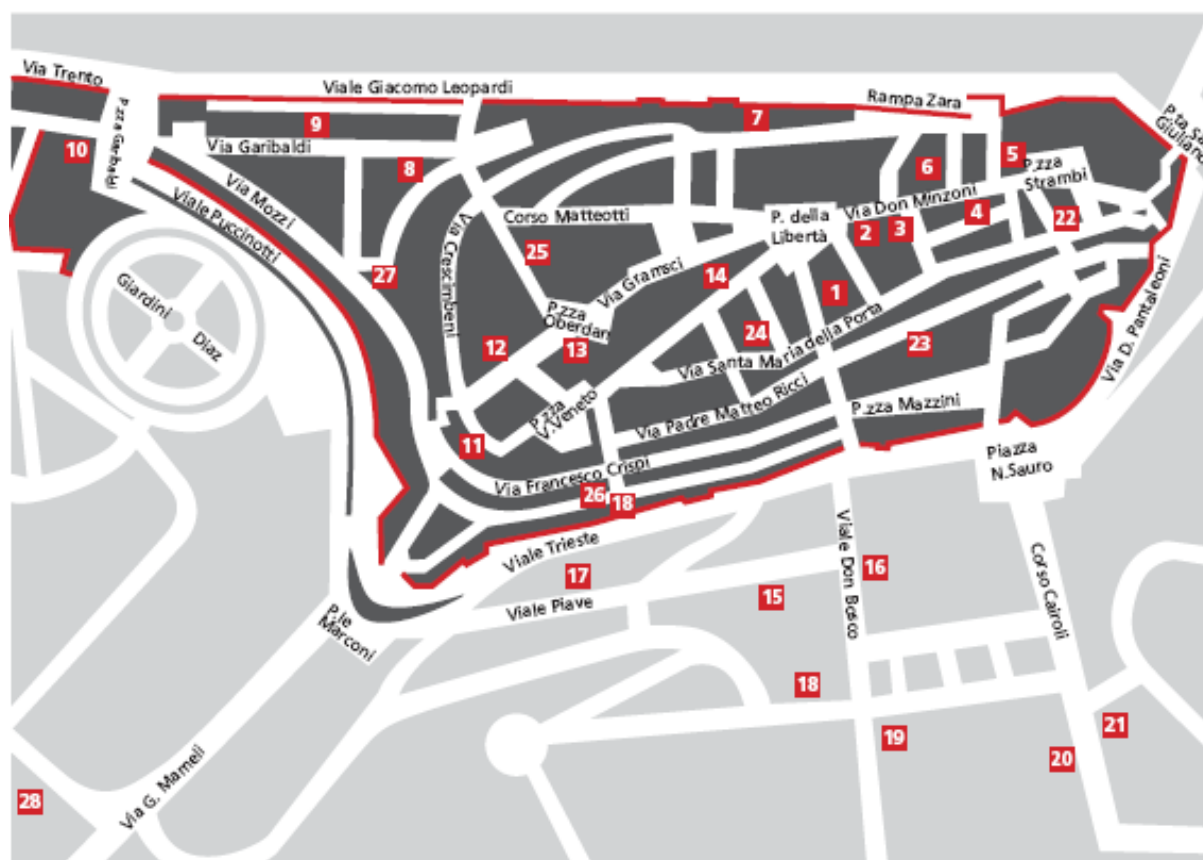 Via Trento
P.zza Garibaldi
Viale Giacomo Leopardi
Rampa Zara
P.ta san
Giuliano
7
9
10
Via Garibaldi
8
6
5
P.zza
Strambi
Via Mozzi
Viale Puccinotti
Corso Matteotti
Via Crescimbeni
P. della
Libertà
Via Don Minzoni
2
3
4
22
25
27
Via Gramsci
14
1
Giardini
Diaz
P.zza
Oberdan
12
13
24
Via Santa Maria della Porta
23
Via D. Pantaleoni
P.zza
V.Veneto
Via Padre Matteo Ricci
P.zza Mazzini
11
Via Francesco Crispi
26
18
Piazza
N.Sauro
Viale Trieste
17
Viale Piave
15
Viale Don Bosco
16
Corso Cairoli
P.le
Marconi
18
19
20
21
Via G. Mameli
28